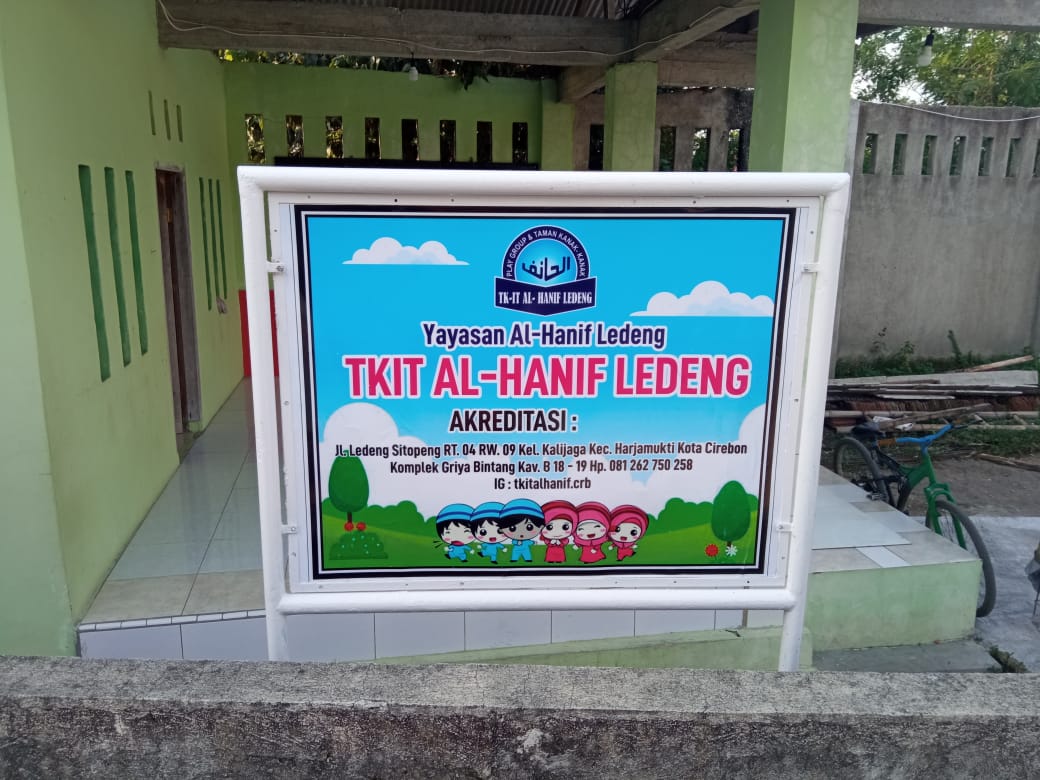 PLAY GROUP & TAMAN KANAK- KANAK
الحانف
TK-IT AL- HANIF LEDENG
Yayasan Al-Hanif Ledeng
TKIT AL-HANIF LEDENG
AKREDITASI :
JL. Ledeng Sitopeng RT. 04 RW. 09 Kel. Kalijaga Kec. Harjamukti Kota Cirebon
Komplek Griya Bintang Kav. B 18 - 19 Hp. 081 262 750 258
IG : tkitalhanif.crb